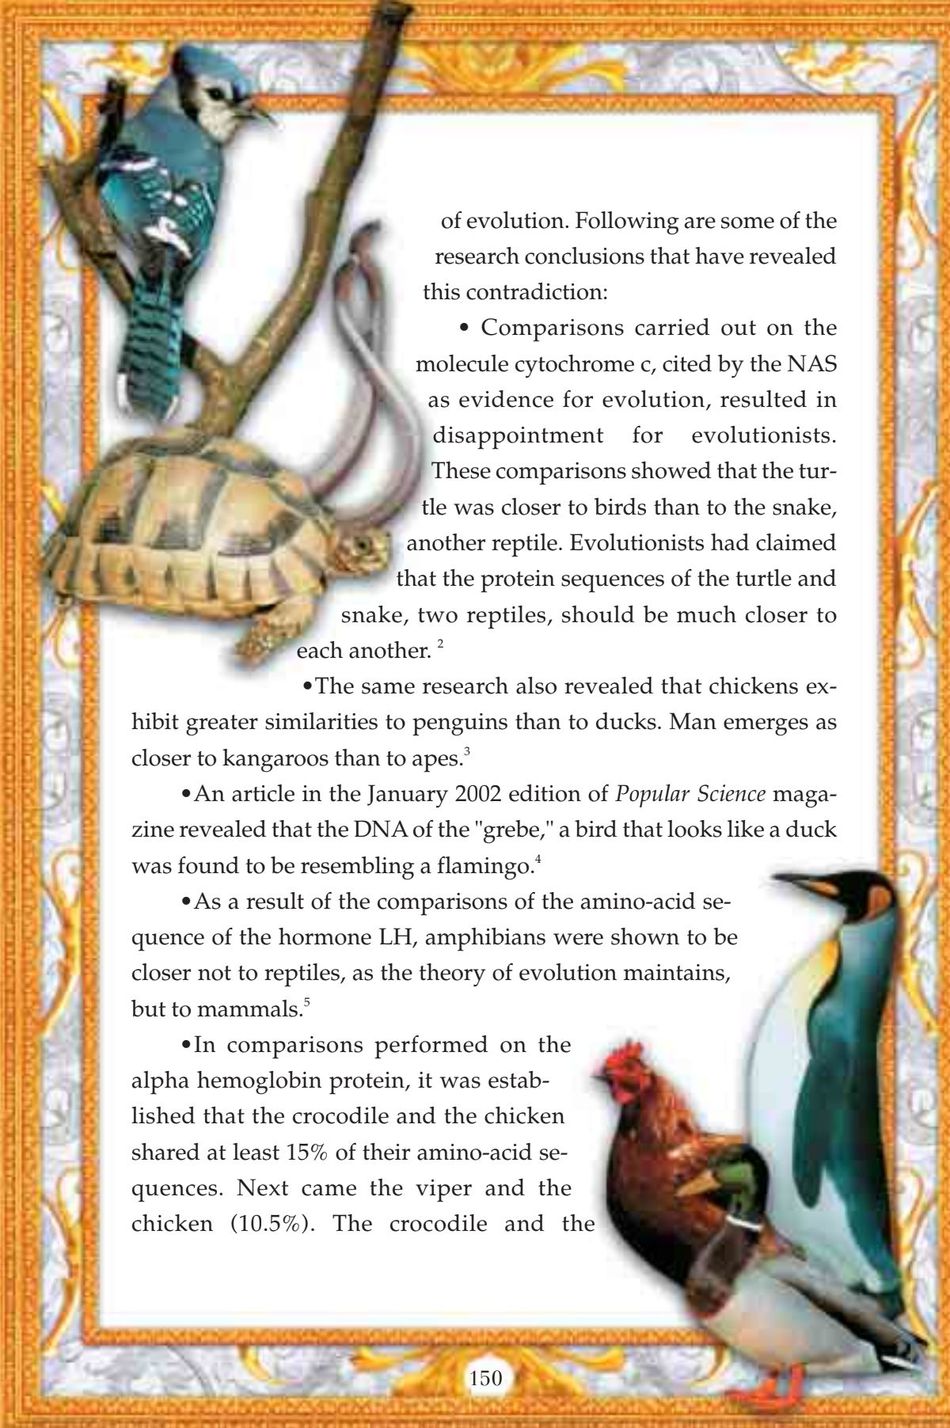 of evolution. Following are some of the
research conclusions that have revealed
this contradiction:
• Comparisons carried out on the
molecule cytochrome c, cited by the NAS
as evidence for evolution, resulted in
disappointment for evolutionists.
These comparisons showed that the tur-
tle was closer to birds than to the snake,
another reptile. Evolutionists had claimed
that the protein sequences of the turtle and
snake, two reptiles, should be much closer to
each another. 2
•The same research also revealed that chickens ex-
hibit greater similarities to penguins than to ducks. Man emerges as
closer to kangaroos than to apes.3
•An article in the January 2002 edition of Popular Science maga-
zine revealed that the DNA of the "grebe," a bird that looks like a duck
was found to be resembling a flamingo.4
•As a result of the comparisons of the amino-acid se-
quence of the hormone LH, amphibians were shown to be
closer not to reptiles, as the theory of evolution maintains,
but to mammals.5
•In comparisons performed on the
alpha hemoglobin protein, it was estab-
lished that the crocodile and the chicken
shared at least 15% of their amino-acid se-
quences. Next came the viper and the
chicken (10.5%). The crocodile and the
150